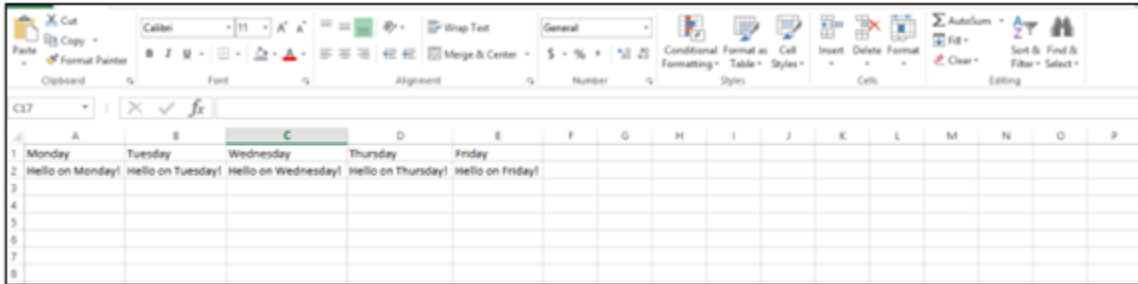 Cut
Calibri 11 A A Wrap Text General
Copy
Paste Conditional Format as Cell Insert Delete Format
Format Painter B I U A Merge & Center $ - % , Formatting Table Styles
AutoSum
Fill
Clear
Sort & Find &
Filter Select
Clipboard Font Alignment Number Styles Cells Editing
C17 fx
A B C D E F G H I J K L M N O P
1 Monday Tuesday Wednesday Thursday Friday
2 Hello on Monday! Hello on Tuesday! Hello on Wednesday! Hello on Thursday! Hello on Friday!
3
4
5
6
7
8